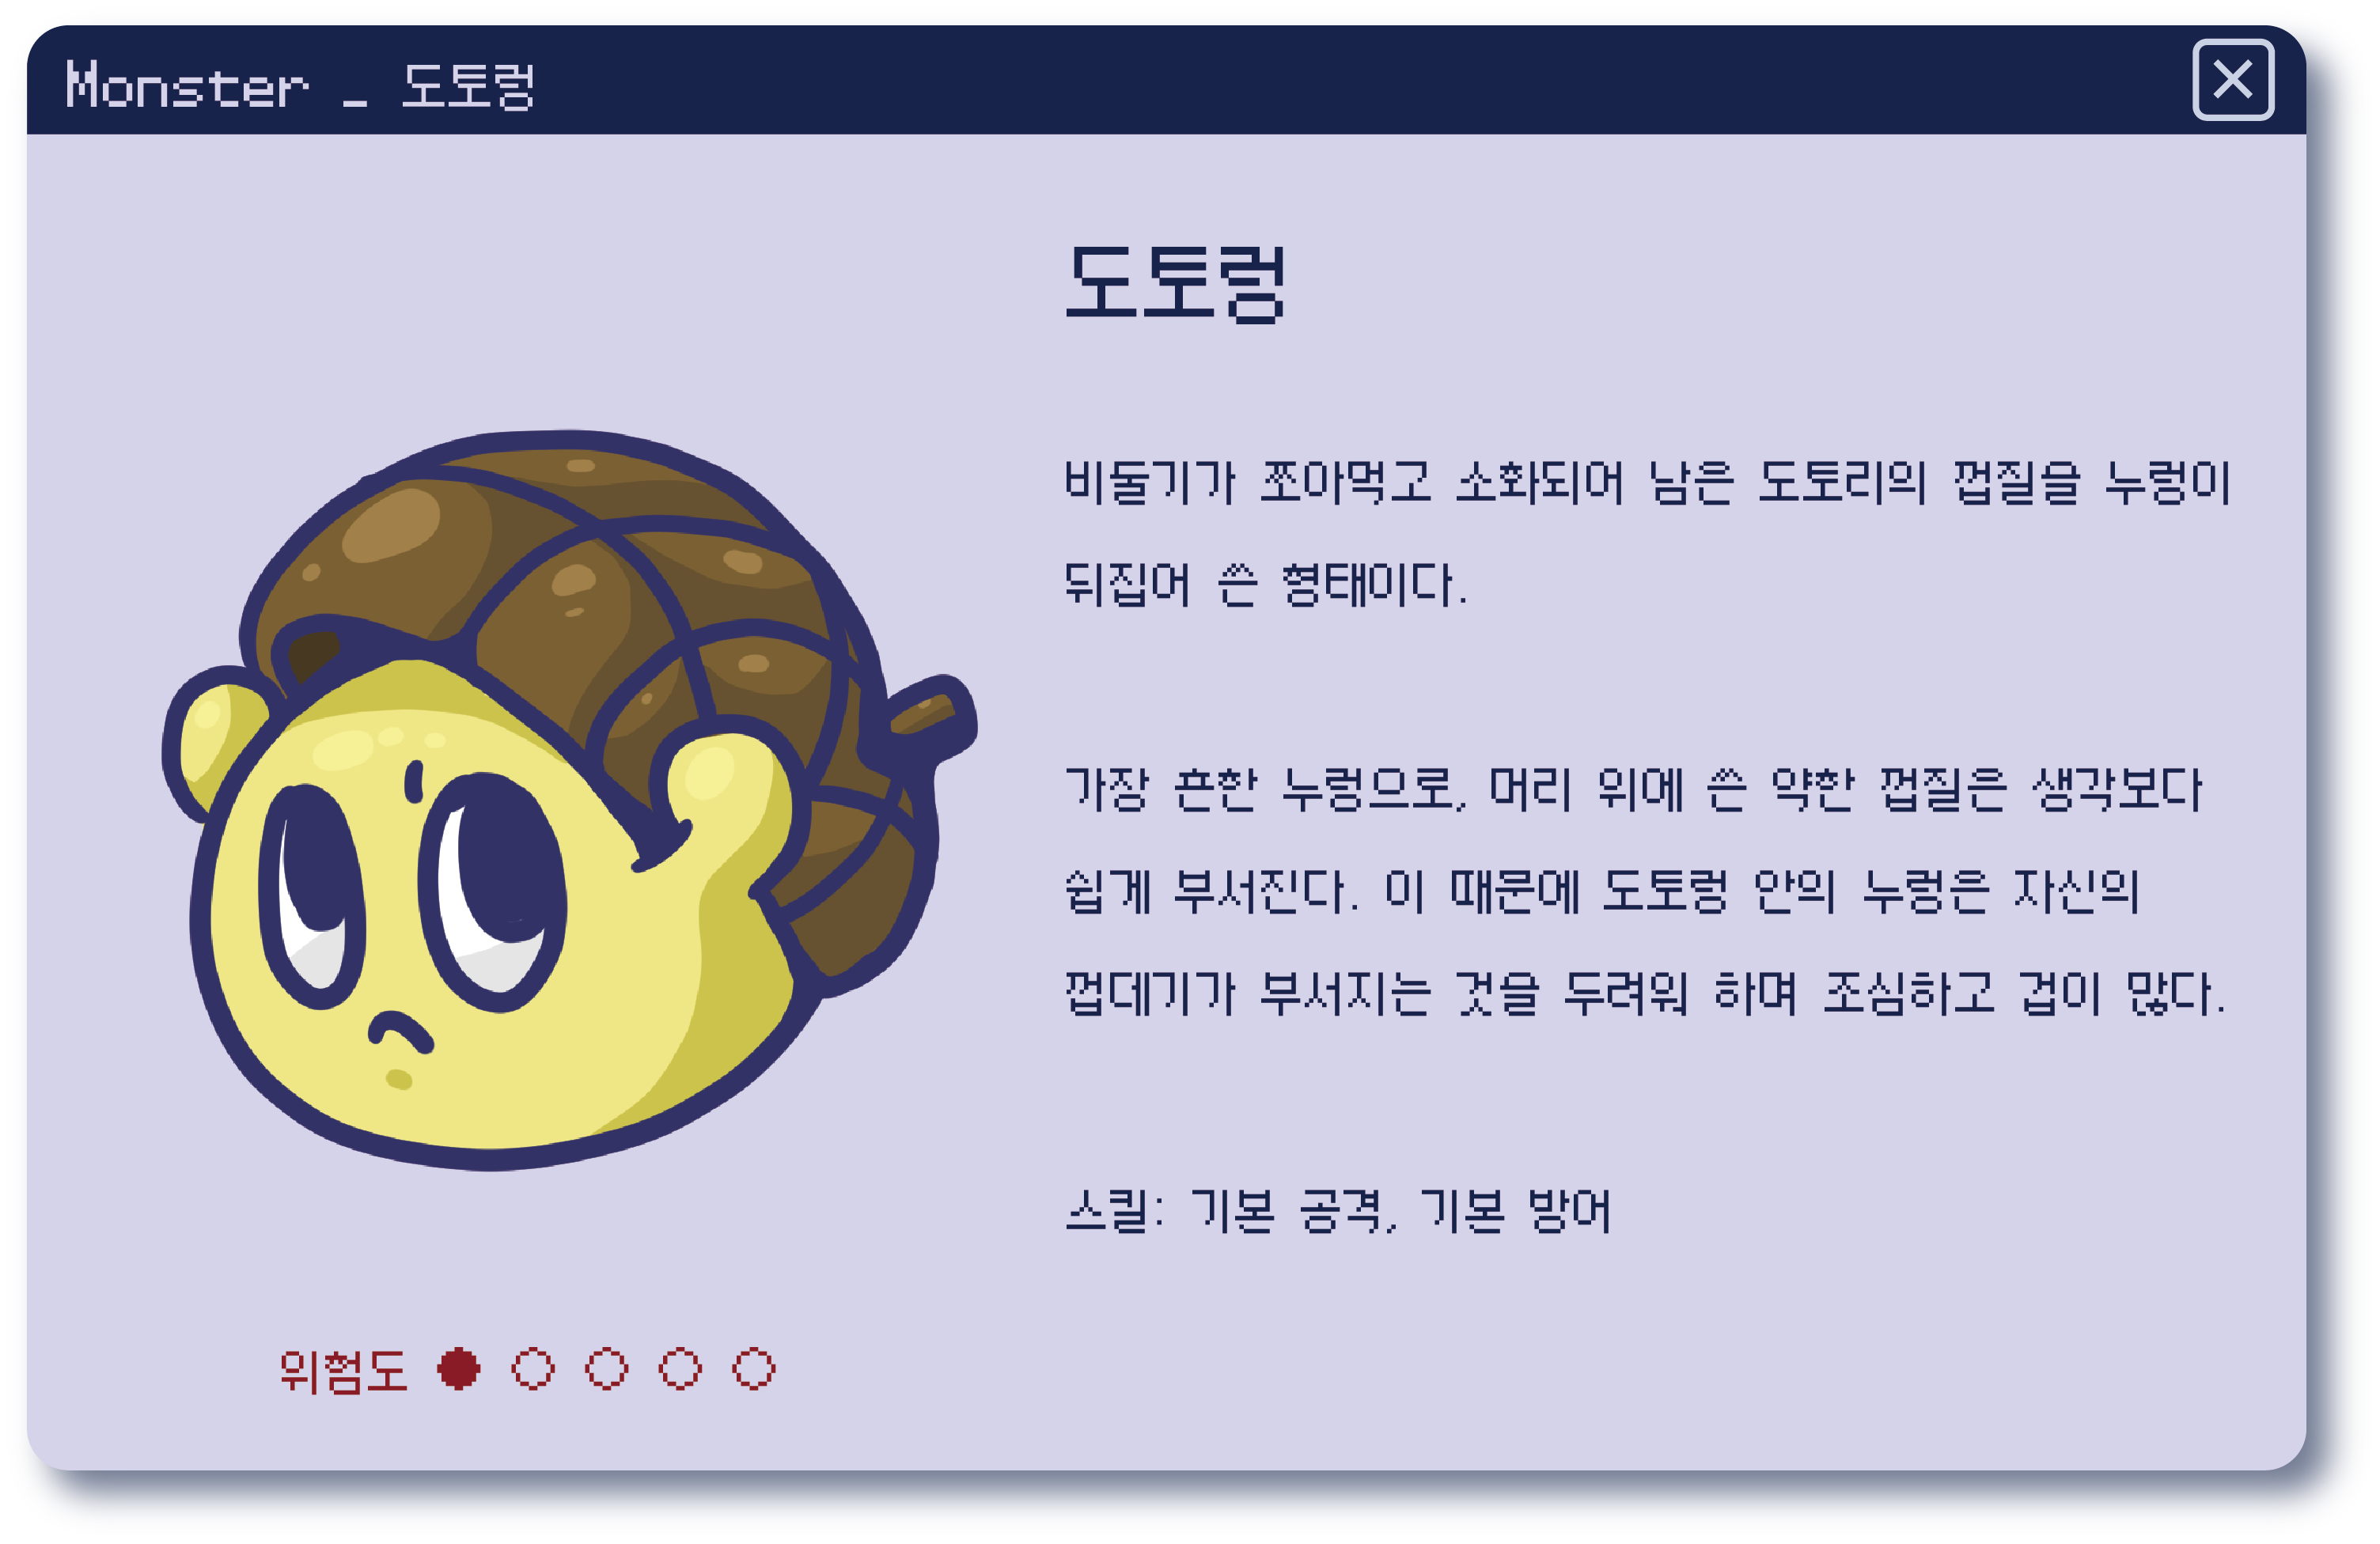 Monster _ 도토렁
도토렁
비둘기가 쪼아먹고 소화되어 남은 도토리의 껍질을 누렁이
뒤집어 쓴 형태이다.
가장 흔한 누렁으로, 머리 위에 쓴 약한 껍질은 생각보다
쉽게 부서진다. 이 때문에 도토렁 안의 누렁은 자신의
껍데기가 부서지는 것을 두려워 하며 조심하고 겁이 많다.
스킬: 기본 공격, 기본 방어
위험도